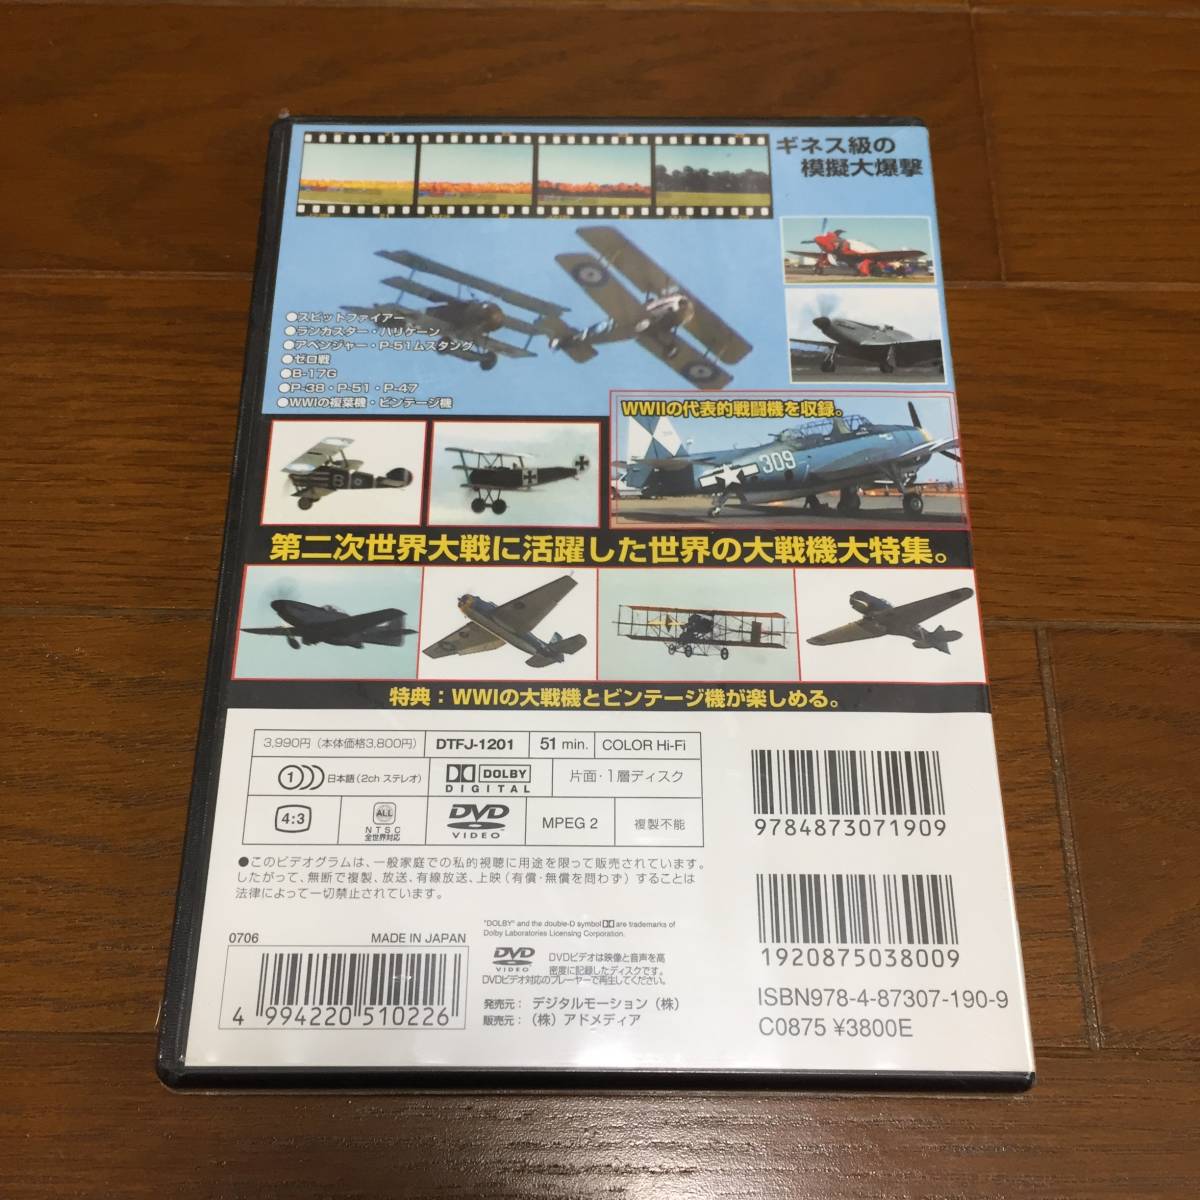 ギネス級の
模擬大爆撃
●スピットファイアー
●ランカスター・ハリケーン
●アベンジャー・P-51ムスタング
●ゼロ戦
●B-17G
●P-38・P-51・P-47
●WWIの複葉機・ビンテージ機
WWIIの代表的戦闘機を収録。
309
B
第二次世界大戦に活躍した世界の大戦機大特集。
特典：WWIの大戦機とビンテージ機が楽しめる。
3,990円（本体価格3,800円）
DTFJ-1201
51 min.
COLOR Hi-Fi
1 日本語（2ch ステレオ）
DOLBY
DIGITAL
片面・1層ディスク
4:3
ALL
NTSC
全世界対応
DVD
VIDEO
MPEG 2
複製不能
●このビデオグラムは、一般家庭での私的視聴に用途を限って販売されています。
したがって、無断で複製、放送、有線放送、上映（有償・無償を問わず）することは
法律によって一切禁止されています。
0706
MADE IN JAPAN
4 994220 510226
"DOLBY" and the double-D symbol are trademarks of
Dolby Laboratories Licensing Corporation.
DVD
VIDEO
DVDビデオは映像と音声を高
密度に記録したディスクです。
DVDビデオ対応のプレーヤーで再生してください。
発売元： デジタルモーション（株）
販売元：（株）アドメディア
9784873071909
1920875038009
ISBN978-4-87307-190-9
C0875 ¥3800E